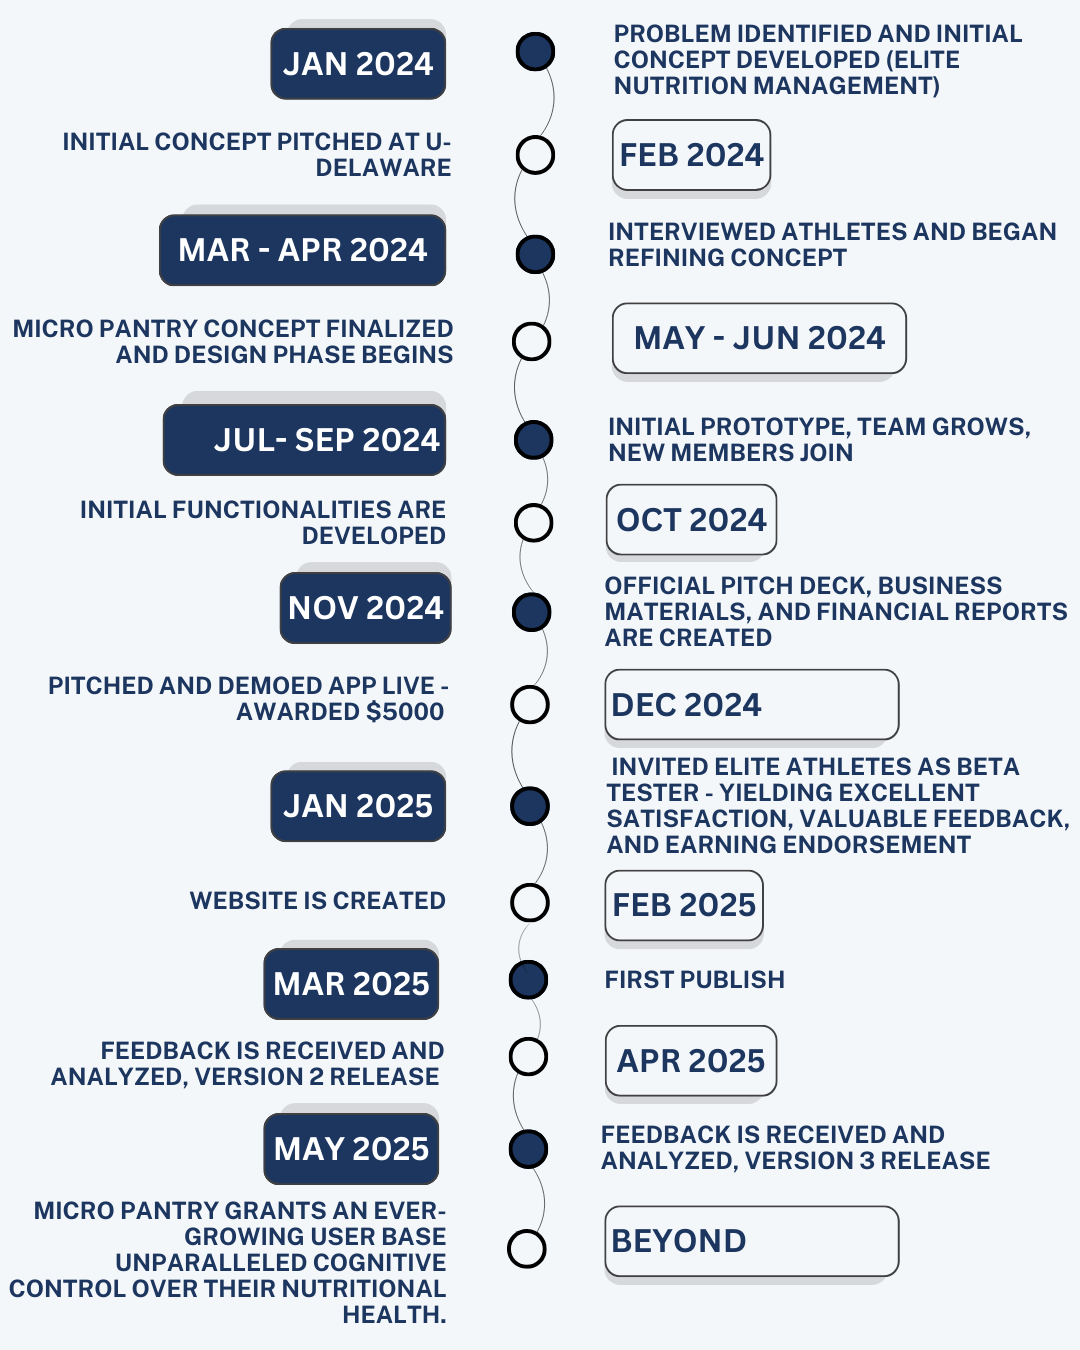 JAN 2024
PROBLEM IDENTIFIED AND INITIAL
CONCEPT DEVELOPED (ELITE
NUTRITION MANAGEMENT)
INITIAL CONCEPT PITCHED AT U-
DELAWARE
FEB 2024
MAR - APR 2024
INTERVIEWED ATHLETES AND BEGAN
REFINING CONCEPT
MICRO PANTRY CONCEPT FINALIZED
AND DESIGN PHASE BEGINS
MAY - JUN 2024
JUL- SEP 2024
INITIAL PROTOTYPE, TEAM GROWS,
NEW MEMBERS JOIN
INITIAL FUNCTIONALITIES ARE
DEVELOPED
OCT 2024
NOV 2024
OFFICIAL PITCH DECK, BUSINESS
MATERIALS, AND FINANCIAL REPORTS
ARE CREATED
PITCHED AND DEMOED APP LIVE -
AWARDED $5000
DEC 2024
JAN 2025
INVITED ELITE ATHLETES AS BETA
TESTER - YIELDING EXCELLENT
SATISFACTION, VALUABLE FEEDBACK,
AND EARNING ENDORSEMENT
WEBSITE IS CREATED
FEB 2025
MAR 2025
FIRST PUBLISH
FEEDBACK IS RECEIVED AND
ANALYZED, VERSION 2 RELEASE
APR 2025
MAY 2025
FEEDBACK IS RECEIVED AND
ANALYZED, VERSION 3 RELEASE
MICRO PANTRY GRANTS AN EVER-
GROWING USER BASE
UNPARALLELED COGNITIVE
CONTROL OVER THEIR NUTRITIONAL
HEALTH.
BEYOND